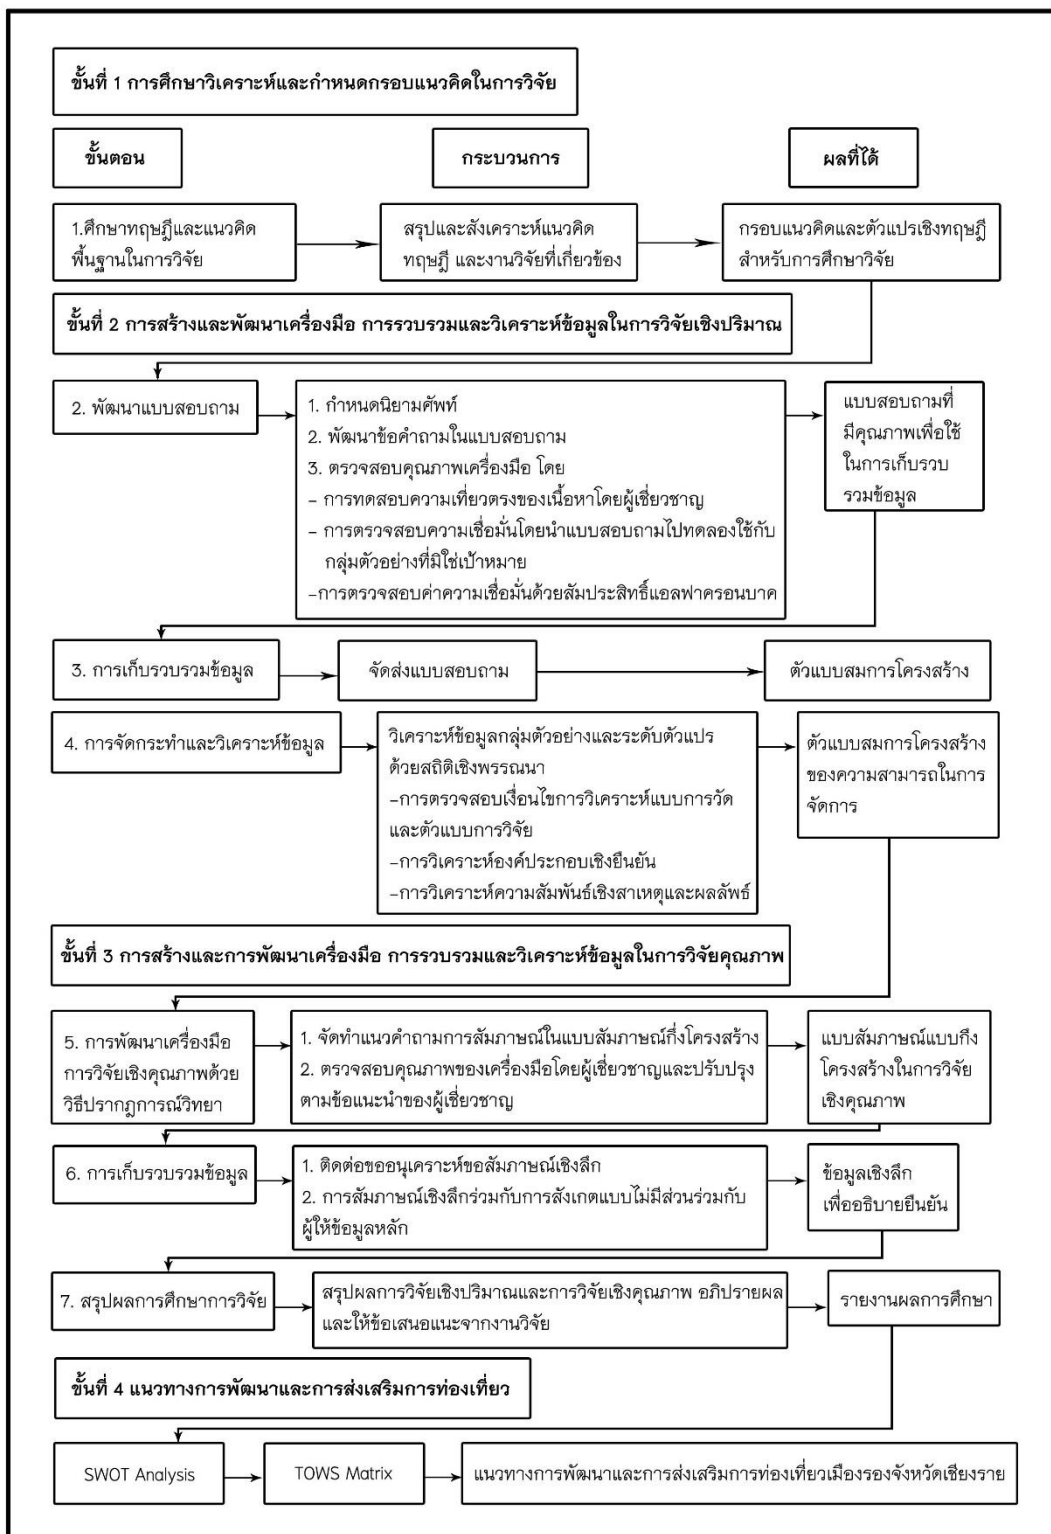 ขั้นที่ 1 การศึกษาวิเคราะห์และกำหนดกรอบแนวคิดในการวิจัย
ขั้นตอน
กระบวนการ
ผลที่ได้
1.ศึกษาทฤษฎีและแนวคิด
พื้นฐานในการวิจัย
สรุปและสังเคราะห์แนวคิด
ทฤษฎี และงานวิจัยที่เกี่ยวข้อง
กรอบแนวคิดและตัวแปรเชิงทฤษฎี
สำหรับการศึกษาวิจัย
ขั้นที่ 2 การสร้างและพัฒนาเครื่องมือ การรวบรวมและวิเคราะห์ข้อมูลในการวิจัยเชิงปริมาณ
2. พัฒนาแบบสอบถาม
1. กำหนดนิยามศัพท์
2. พัฒนาข้อคำถามในแบบสอบถาม
3. ตรวจสอบคุณภาพเครื่องมือ โดย
- การทดสอบความเที่ยวตรงของเนื้อหาโดยผู้เชี่ยวชาญ
- การตรวจสอบความเชื่อมั่นโดยนำแบบสอบถามไปทดลองใช้กับ
กลุ่มตัวอย่างที่มิใช่เป้าหมาย
-การตรวจสอบค่าความเชื่อมั่นด้วยสัมประสิทธิ์แอลฟาครอนบาค
แบบสอบถามที่
มีคุณภาพเพื่อใช้
ในการเก็บรวบ
รวมข้อมูล
3. การเก็บรวบรวมข้อมูล
จัดส่งแบบสอบถาม
ตัวแบบสมการโครงสร้าง
4. การจัดกระทำและวิเคราะห์ข้อมูล
วิเคราะห์ข้อมูลกลุ่มตัวอย่างและระดับตัวแปร
ด้วยสถิติเชิงพรรณนา
-การตรวจสอบเงื่อนไขการวิเคราะห์แบบการวัด
และตัวแบบการวิจัย
-การวิเคราะห์องค์ประกอบเชิงยืนยัน
-การวิเคราะห์ความสัมพันธ์เชิงสาเหตุและผลลัพธ์
ตัวแบบสมการโครงสร้าง
ของความสามารถในการ
จัดการ
ขั้นที่ 3 การสร้างและการพัฒนาเครื่องมือ การรวบรวมและวิเคราะห์ข้อมูลในการวิจัยคุณภาพ
5. การพัฒนาเครื่องมือ
การวิจัยเชิงคุณภาพด้วย
วิธีปรากฏการณ์วิทยา
1. จัดทำแนวคำถามการสัมภาษณ์ในแบบสัมภาษณ์กึ่งโครงสร้าง
2. ตรวจสอบคุณภาพของเครื่องมือโดยผู้เชี่ยวชาญและปรับปรุง
ตามข้อแนะนำของผู้เชี่ยวชาญ
แบบสัมภาษณ์แบบกึง
โครงสร้างในการวิจัย
เชิงคุณภาพ
6. การเก็บรวบรวมข้อมูล
1. ติดต่อขออนุเคราะห์ขอสัมภาษณ์เชิงลึก
2. การสัมภาษณ์เชิงลึกร่วมกับการสังเกตแบบไม่มีส่วนร่วมกับ
ผู้ให้ข้อมูลหลัก
ข้อมูลเชิงลึก
เพื่ออธิบายยืนยัน
7. สรุปผลการศึกษาการวิจัย
สรุปผลการวิจัยเชิงปริมาณและการวิจัยเชิงคุณภาพ อภิปรายผล
และให้ข้อเสนอแนะจากงานวิจัย
รายงานผลการศึกษา
ขั้นที่ 4 แนวทางการพัฒนาและการส่งเสริมการท่องเที่ยว
SWOT Analysis
TOWS Matrix
แนวทางการพัฒนาและการส่งเสริมการท่องเที่ยวเมืองรองจังหวัดเชียงราย